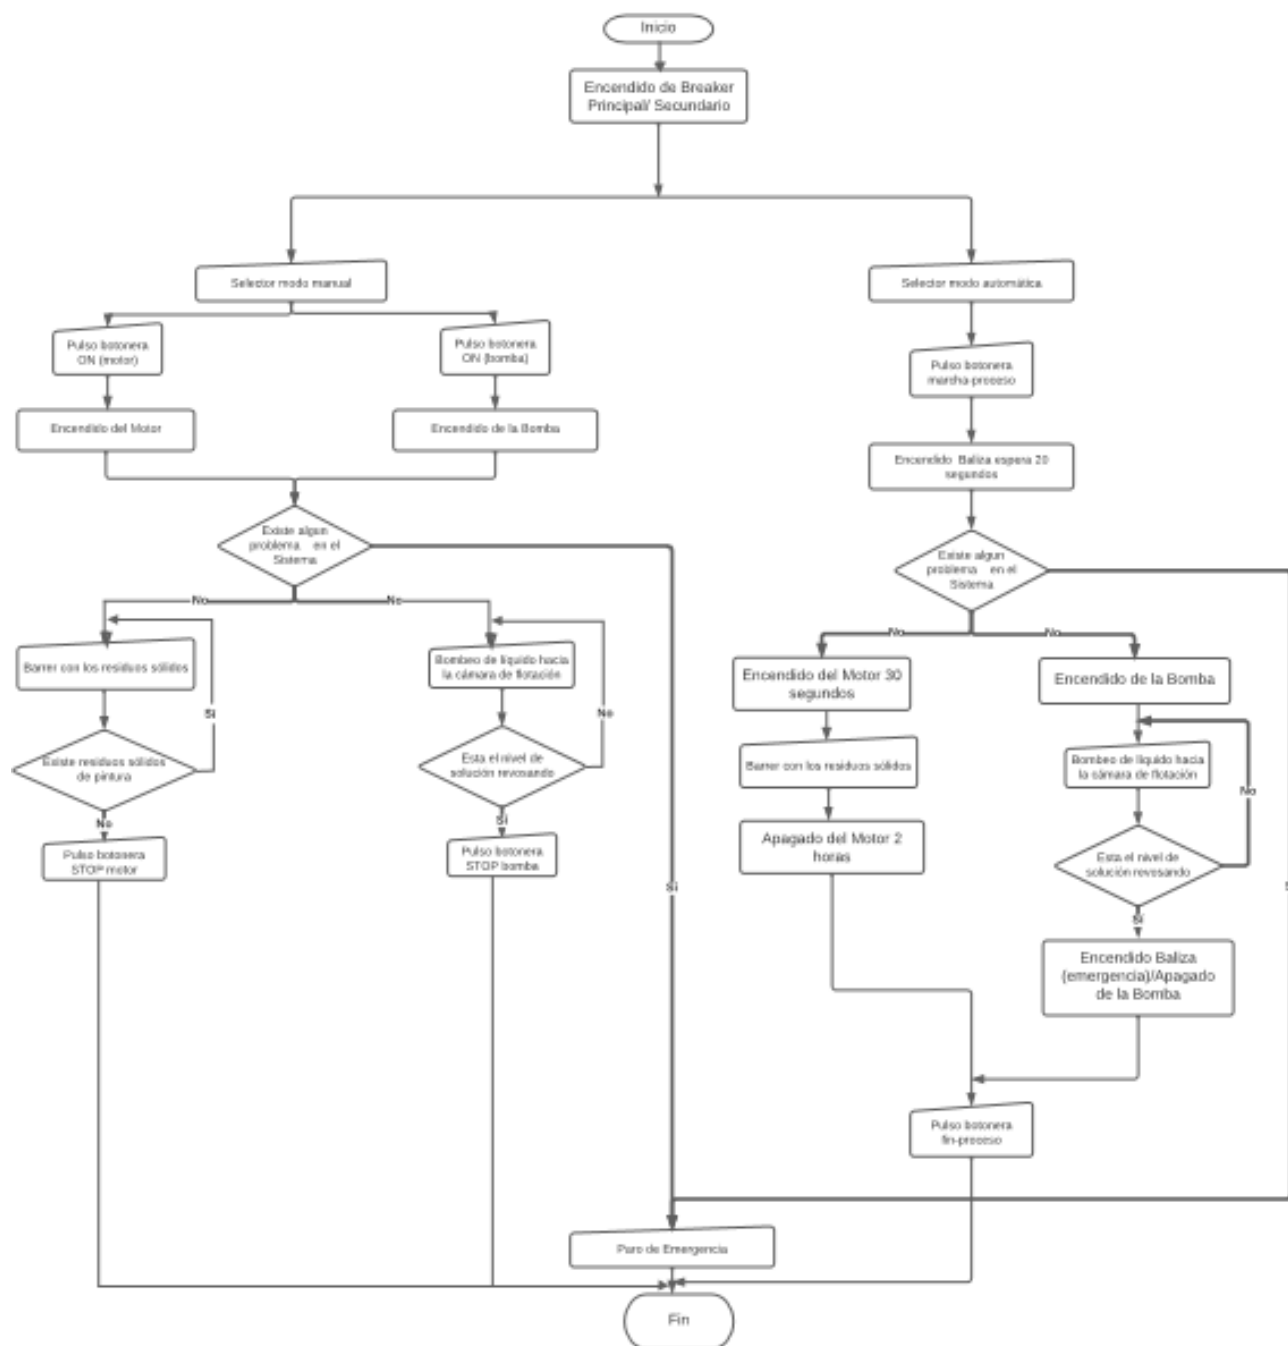 Inicio
Encendido de Breaker
Principal/ Secundario
Selector modo manual
Pulso botonera
ON (motor)
Pulso botonera
ON (bomba)
Encendido del Motor
Encendido de la Bomba
Existe algun
problema en el
Sistema
No
No
Si
Barrer con los residuos sólidos
Si
Existe residuos sólidos
de pintura
No
Pulso botonera
STOP motor
Bombeo de líquido hacia
la cámara de flotación
No
Esta el nivel de
solución revosando
Si
Pulso botonera
STOP bomba
Selector modo automática
Pulso botonera
marcha-proceso
Encendido Baliza espera 20
segundos
Existe algun
problema en el
Sistema
No
No
Encendido del Motor 30
segundos
Barrer con los residuos sólidos
Apagado del Motor 2
horas
Encendido de la Bomba
Bombeo de líquido hacia
la cámara de flotación
No
Esta el nivel de
solución revosando
Si
Encendido Baliza
(emergencia)/Apagado
de la Bomba
Pulso botonera
fin-proceso
Paro de Emergencia
Fin